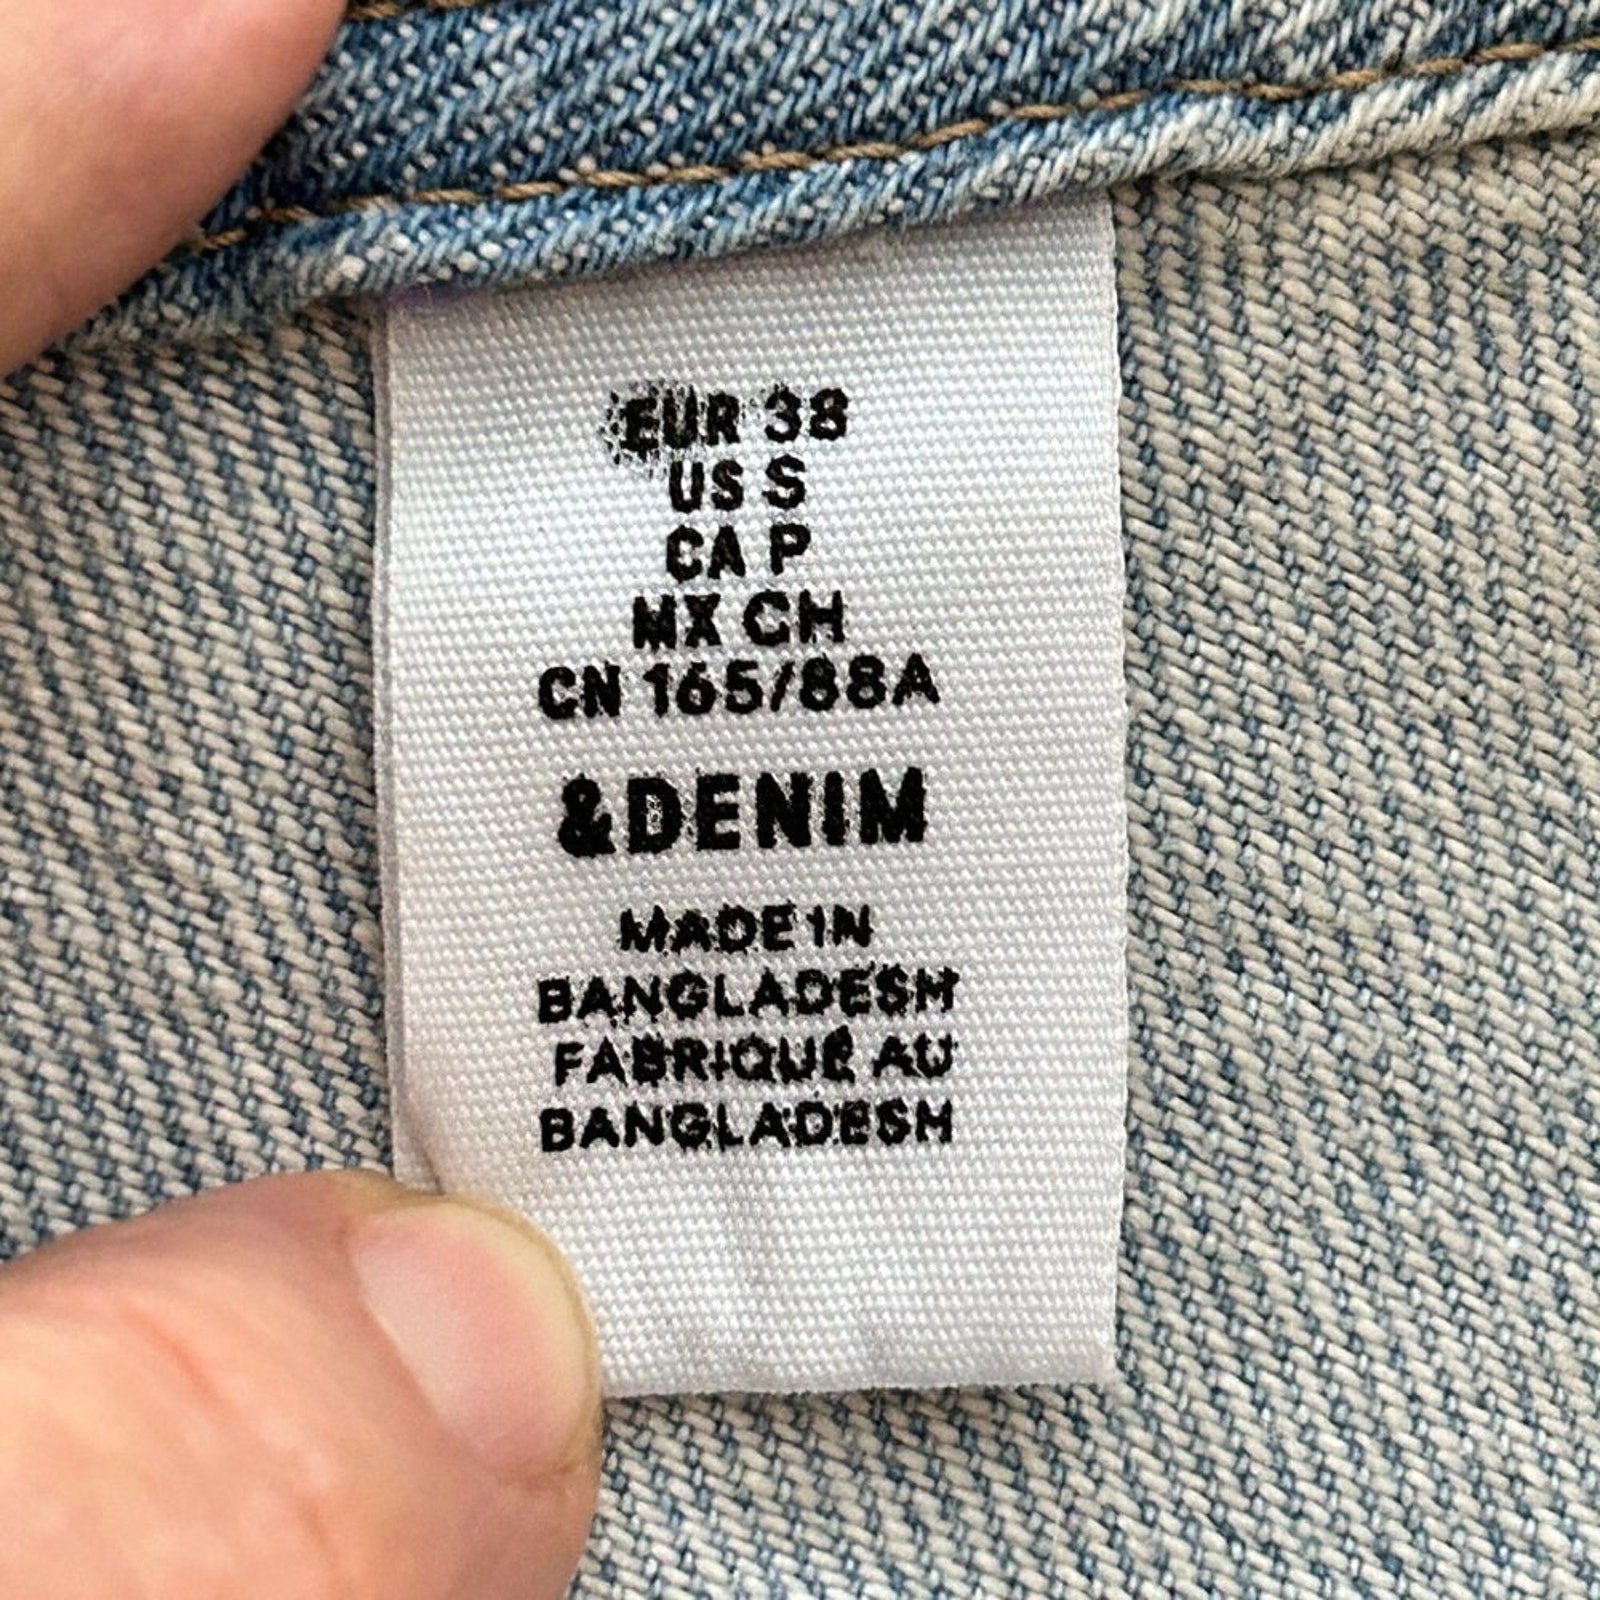 EUR 38
US S
CA P
MX CH
CN 165/88A
&DENIM
MADE IN
BANGLADESH
FABRIQUÉ AU
BANGLADESH